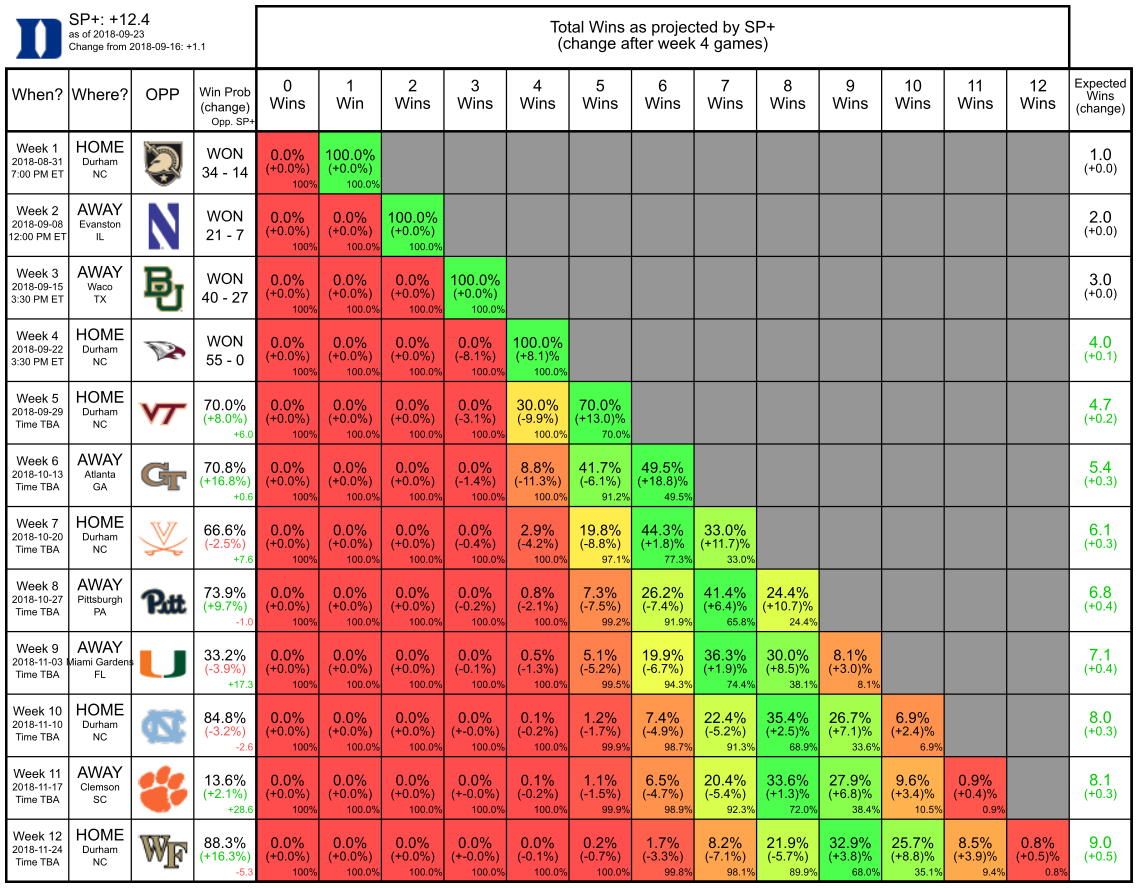 SP+: +12.4
as of 2018-09-23
Change from 2018-09-16: +1.1
Total Wins as projected by SP+
(change after week 4 games)
When? Where? OPP Win Prob (change) Opp. SP+ 0 Wins 1 Win 2 Wins 3 Wins 4 Wins 5 Wins 6 Wins 7 Wins 8 Wins 9 Wins 10 Wins 11 Wins 12 Wins Expected Wins (change)
Week 1 HOME WON 0.0% 100.0% 1.0
2018-08-31 Durham 34 - 14 (+0.0%) (+0.0%) (+0.0)
7:00 PM ET NC 100% 100.0%
Week 2 AWAY N WON 0.0% 0.0% 100.0% 2.0
2018-09-08 Evanston 21 - 7 (+0.0%) (+0.0%) (+0.0%) (+0.0)
12:00 PM ET IL 100% 100.0% 100.0%
Week 3 AWAY BU WON 0.0% 0.0% 0.0% 100.0% 3.0
2018-09-15 Waco 40 - 27 (+0.0%) (+0.0%) (+0.0%) (+0.0%) (+0.0)
3:30 PM ET TX 100% 100.0% 100.0% 100.0%
Week 4 HOME WON 0.0% 0.0% 0.0% 0.0% 100.0% 4.0
2018-09-22 Durham 55 - 0 (+0.0%) (+0.0%) (+0.0%) (-8.1%) (+8.1)% (+0.1)
3:30 PM ET NC 100% 100.0% 100.0% 100.0% 100.0%
Week 5 HOME VT 70.0% 0.0% 0.0% 0.0% 0.0% 30.0% 70.0% 4.7
2018-09-29 Durham (+8.0%) (+0.0%) (+0.0%) (+0.0%) (-3.1%) (-9.9%) (+13.0)% (+0.2)
Time TBA NC +6.0 100% 100.0% 100.0% 100.0% 100.0% 70.0%
Week 6 AWAY GT 70.8% 0.0% 0.0% 0.0% 0.0% 8.8% 41.7% 49.5% 5.4
2018-10-13 Atlanta (+16.8%) (+0.0%) (+0.0%) (+0.0%) (-1.4%) (-11.3%) (-6.1%) (+18.8)% (+0.3)
Time TBA GA +0.6 100% 100.0% 100.0% 100.0% 100.0% 91.2% 49.5%
Week 7 HOME V 66.6% 0.0% 0.0% 0.0% 0.0% 2.9% 19.8% 44.3% 33.0% 6.1
2018-10-20 Durham (-2.5%) (+0.0%) (+0.0%) (+0.0%) (-0.4%) (-4.2%) (-8.8%) (+1.8)% (+11.7)% (+0.3)
Time TBA NC +7.6 100% 100.0% 100.0% 100.0% 100.0% 97.1% 77.3% 33.0%
Week 8 AWAY Pitt 73.9% 0.0% 0.0% 0.0% 0.0% 0.8% 7.3% 26.2% 41.4% 24.4% 6.8
2018-10-27 Pittsburgh (+9.7%) (+0.0%) (+0.0%) (+0.0%) (-0.2%) (-2.1%) (-7.5%) (-7.4%) (+6.4)% (+10.7)% (+0.4)
Time TBA PA -1.0 100% 100.0% 100.0% 100.0% 100.0% 99.2% 91.9% 65.8% 24.4%
Week 9 AWAY U 33.2% 0.0% 0.0% 0.0% 0.0% 0.5% 5.1% 19.9% 36.3% 30.0% 8.1% 7.1
2018-11-03 Miami Gardens (-3.9%) (+0.0%) (+0.0%) (+0.0%) (-0.1%) (-1.3%) (-5.2%) (-6.7%) (+1.9)% (+8.5)% (+3.0)% (+0.4)
Time TBA FL +17.3 100% 100.0% 100.0% 100.0% 100.0% 99.5% 94.3% 74.4% 38.1% 8.1%
Week 10 HOME NC 84.8% 0.0% 0.0% 0.0% 0.0% 0.1% 1.2% 7.4% 22.4% 35.4% 26.7% 6.9% 8.0
2018-11-10 Durham (-3.2%) (+0.0%) (+0.0%) (+0.0%) (+-0.0%) (-0.2%) (-1.7%) (-4.9%) (-5.2%) (+2.5)% (+7.1)% (+2.4)% (+0.3)
Time TBA NC -2.6 100% 100.0% 100.0% 100.0% 100.0% 99.9% 98.7% 91.3% 68.9% 33.6% 6.9%
Week 11 AWAY 13.6% 0.0% 0.0% 0.0% 0.0% 0.1% 1.1% 6.5% 20.4% 33.6% 27.9% 9.6% 0.9% 8.1
2018-11-17 Clemson (+2.1%) (+0.0%) (+0.0%) (+0.0%) (+-0.0%) (-0.2%) (-1.5%) (-4.7%) (-5.4%) (+1.3)% (+6.8)% (+3.4)% (+0.4)% (+0.3)
Time TBA SC +28.6 100% 100.0% 100.0% 100.0% 100.0% 99.9% 98.9% 92.3% 72.0% 38.4% 10.5% 0.9%
Week 12 HOME WF 88.3% 0.0% 0.0% 0.0% 0.0% 0.0% 0.2% 1.7% 8.2% 21.9% 32.9% 25.7% 8.5% 0.8% 9.0
2018-11-24 Durham (+16.3%) (+0.0%) (+0.0%) (+0.0%) (+-0.0%) (-0.1%) (-0.7%) (-3.3%) (-7.1%) (-5.7%) (+3.8)% (+8.8)% (+3.9)% (+0.5)% (+0.5)
Time TBA NC -5.3 100% 100.0% 100.0% 100.0% 100.0% 100.0% 99.8% 98.1% 89.9% 68.0% 35.1% 9.4% 0.8%